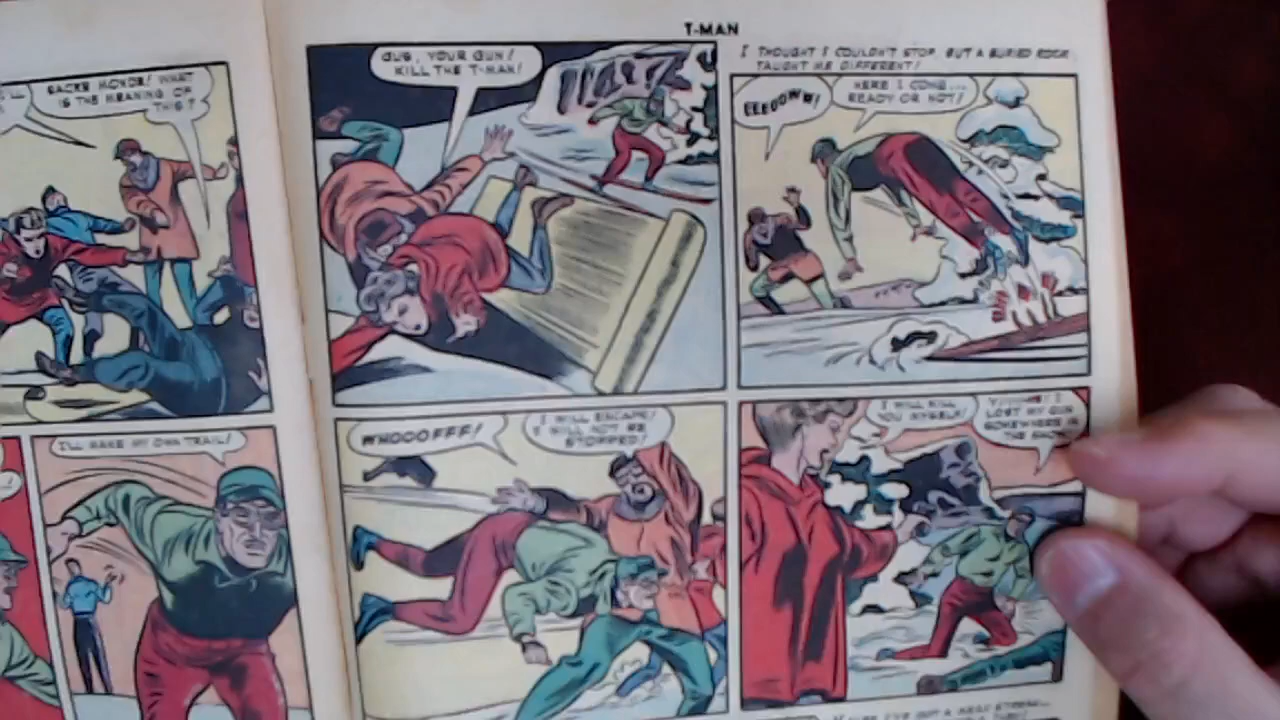 T-MAN
SACRE MONDE! WHAT
IS THE MEANING OF
THIS?
I'LL MAKE MY OWN TRAIL!
GUS, YOUR GUN!
KILL THE T-MAN!
I THOUGHT I COULDN'T STOP, BUT A BURIED ROCK
TAUGHT ME DIFFERENT!
EEEOOWW!
HERE I COME...
READY OR NOT!
WHOOOFFF!
I WILL ESCAPE!
I WILL NOT BE
STOPPED!
I WILL KILL
YOU MYSELF!
I
LOST MY GUN
SOMEWHERE IN
THE SNOW